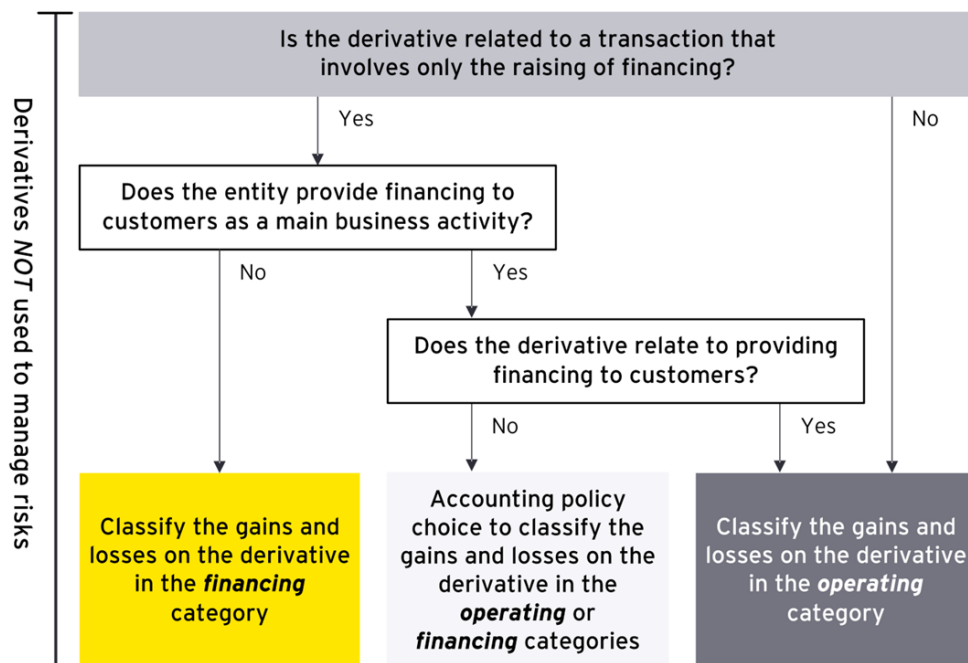 Derivatives NOT used to manage risks
Is the derivative related to a transaction that
involves only the raising of financing?
Yes
No
Does the entity provide financing to
customers as a main business activity?
No
Yes
Does the derivative relate to providing
financing to customers?
No
Yes
Classify the gains and
losses on the derivative
in the financing
category
Accounting policy
choice to classify the
gains and losses on the
derivative in the
operating or
financing categories
Classify the gains and
losses on the derivative
in the operating
category